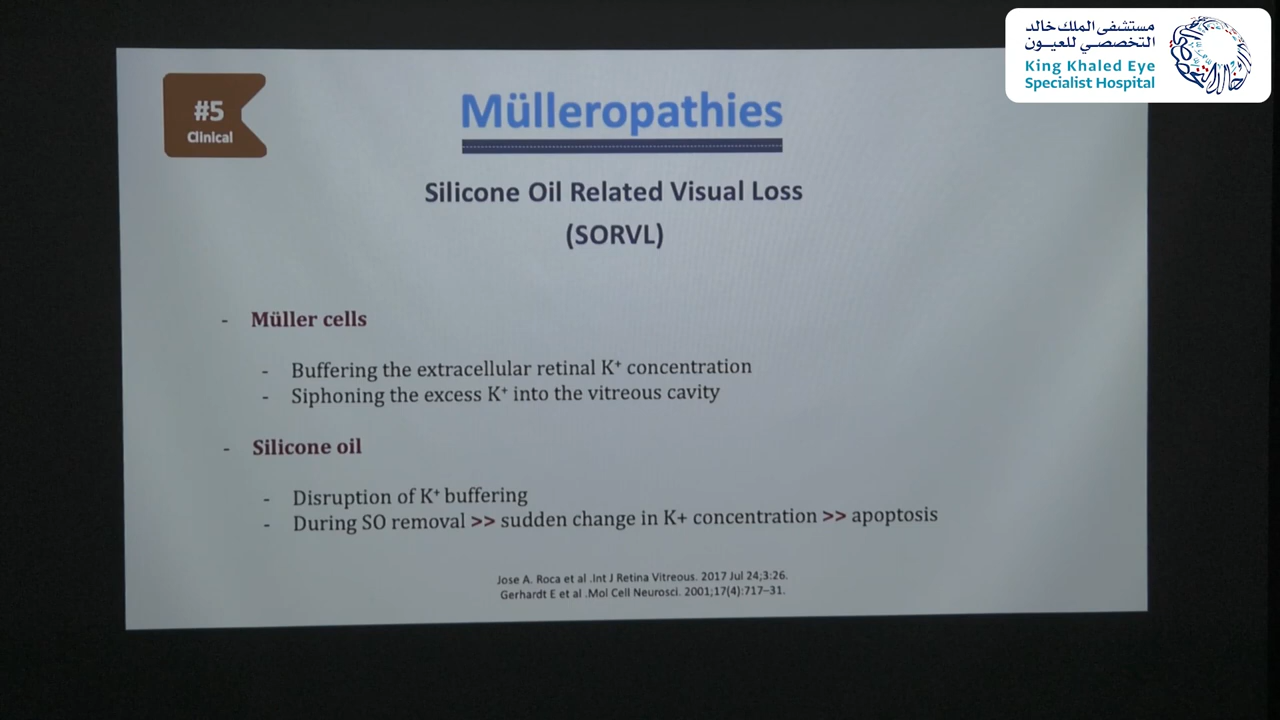 مستشفى الملك خالد
التخصصي للعيون
King Khaled Eye
Specialist Hospital
#5
Clinical
Mülleropathies
Silicone Oil Related Visual Loss
(SORVL)
- Müller cells
- Buffering the extracellular retinal K⁺ concentration
- Siphoning the excess K⁺ into the vitreous cavity
- Silicone oil
- Disruption of K⁺ buffering
- During SO removal >> sudden change in K+ concentration >> apoptosis
Jose A. Roca et al .Int J Retina Vitreous. 2017 Jul 24;3:26.
Gerhardt E et al .Mol Cell Neurosci. 2001;17(4):717–31.